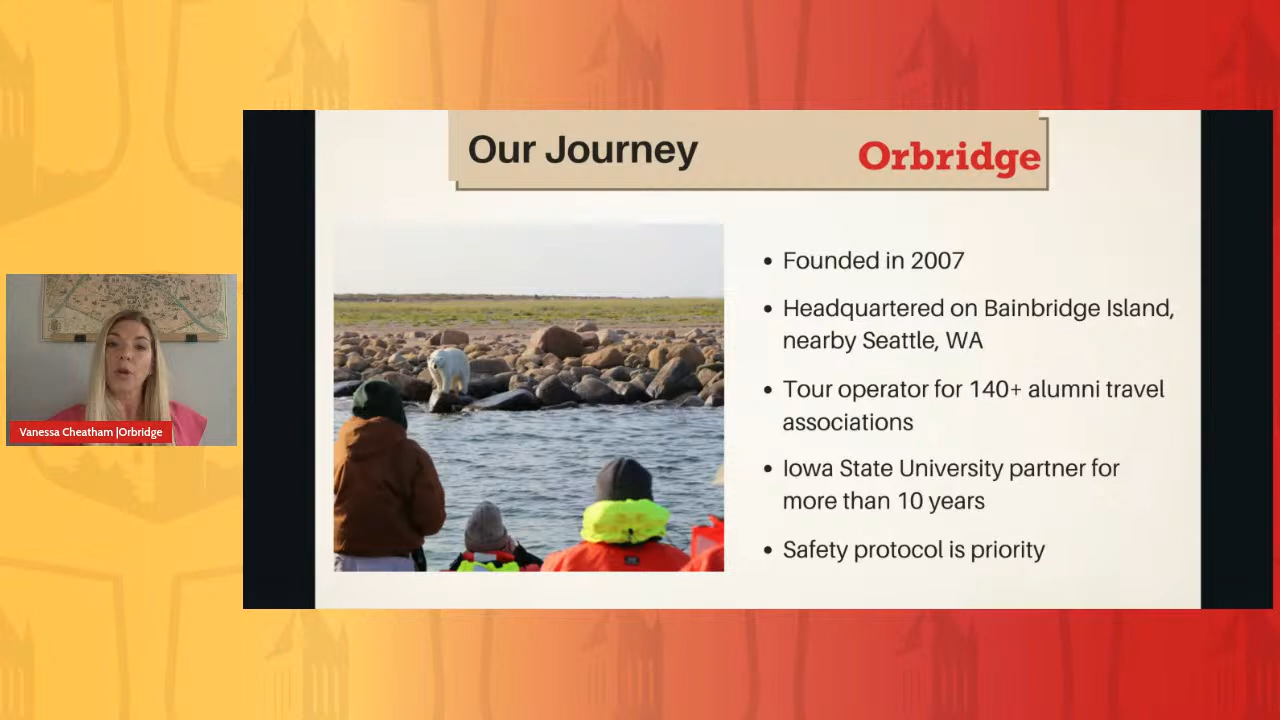 Our Journey
Orbridge
• Founded in 2007
• Headquartered on Bainbridge Island,
nearby Seattle, WA
• Tour operator for 140+ alumni travel
associations
• Iowa State University partner for
more than 10 years
• Safety protocol is priority
Vanessa Cheatham |Orbridge